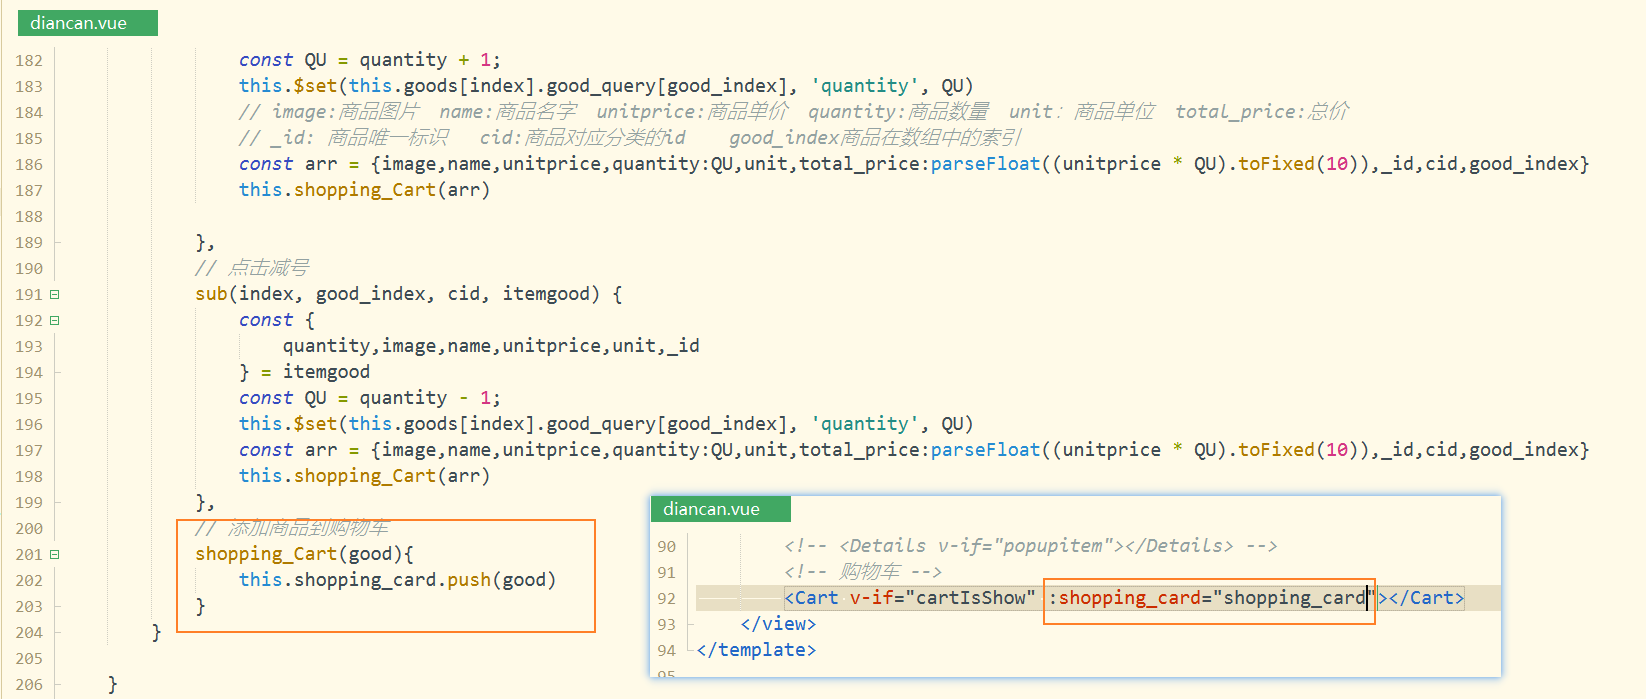 diancan.vue
182 const QU = quantity + 1;
183 this.$set(this.goods[index].good_query[good_index], 'quantity', QU)
184 // image:商品图片 name:商品名字 unitprice:商品单价 quantity:商品数量 unit：商品单位 total_price:总价
185 // _id: 商品唯一标识 cid:商品对应分类的id good_index商品在数组中的索引
186 const arr = {image,name,unitprice,quantity:QU,unit,total_price:parseFloat((unitprice * QU).toFixed(10)),_id,cid,good_index}
187 this.shopping_Cart(arr)
188
189 },
190 // 点击减号
191 sub(index, good_index, cid, itemgood) {
192 const {
193 quantity,image,name,unitprice,unit,_id
194 } = itemgood
195 const QU = quantity - 1;
196 this.$set(this.goods[index].good_query[good_index], 'quantity', QU)
197 const arr = {image,name,unitprice,quantity:QU,unit,total_price:parseFloat((unitprice * QU).toFixed(10)),_id,cid,good_index}
198 this.shopping_Cart(arr)
199 },
200 // 添加商品到购物车
201 shopping_Cart(good){
202 this.shopping_card.push(good)
203 }
204 }
205
206 }
diancan.vue
90 <!-- <Details v-if="popupitem"></Details> -->
91 <!-- 购物车 -->
92 <Cart v-if="cartIsShow" :shopping_card="shopping_card"></Cart>
93 </view>
94 </template>
95